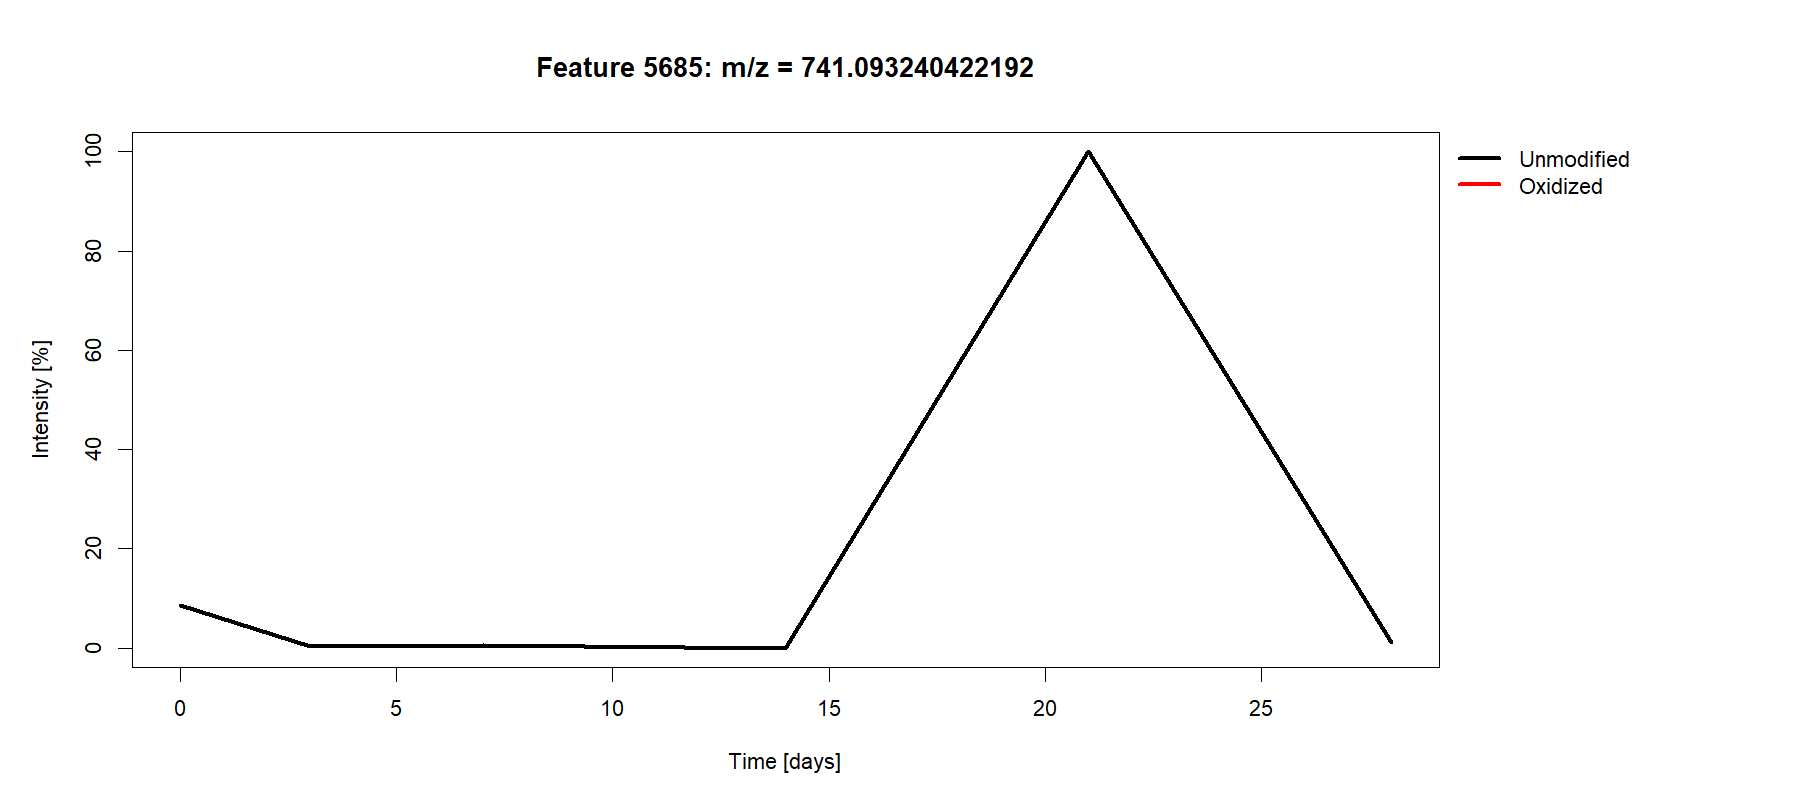 Feature 5685: m/z = 741.093240422192
Unmodified
Oxidized
Intensity [%]
100
80
60
40
20
0
0 5 10 15 20 25
Time [days]